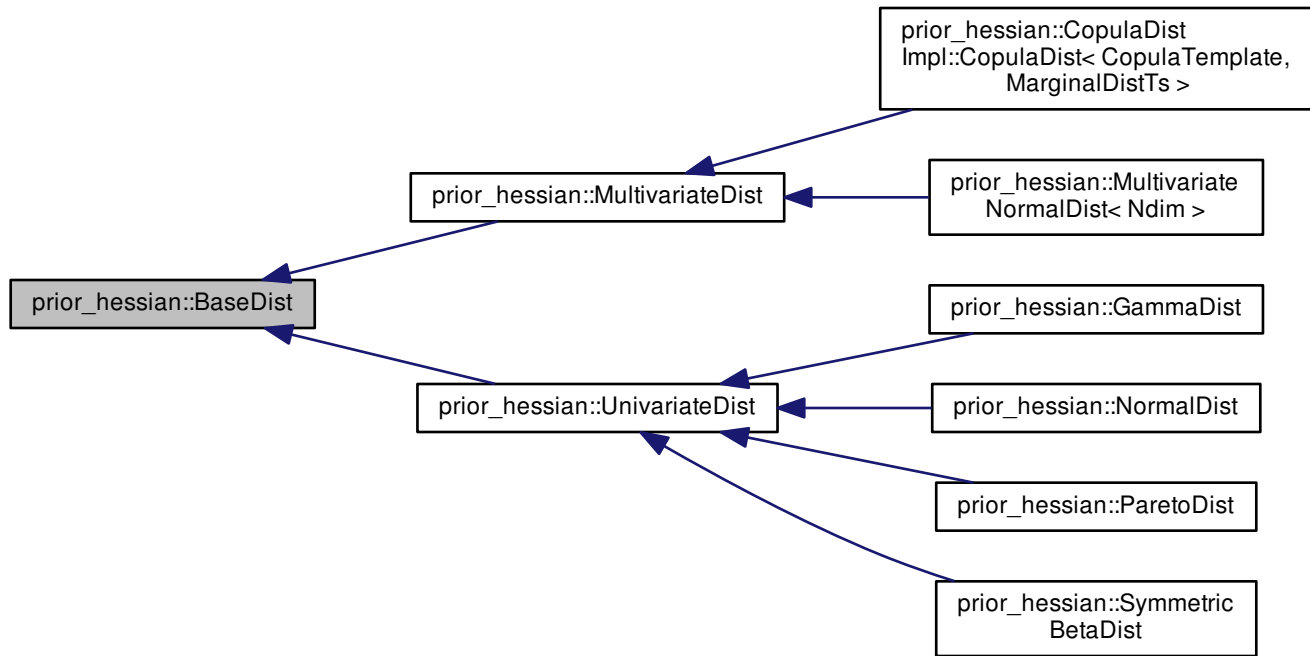 prior_hessian::CopulaDist
Impl::CopulaDist< CopulaTemplate,
MarginalDistTs >
prior_hessian::MultivariateDist
prior_hessian::Multivariate
NormalDist< Ndim >
prior_hessian::BaseDist
prior_hessian::GammaDist
prior_hessian::UnivariateDist
prior_hessian::NormalDist
prior_hessian::ParetoDist
prior_hessian::Symmetric
BetaDist